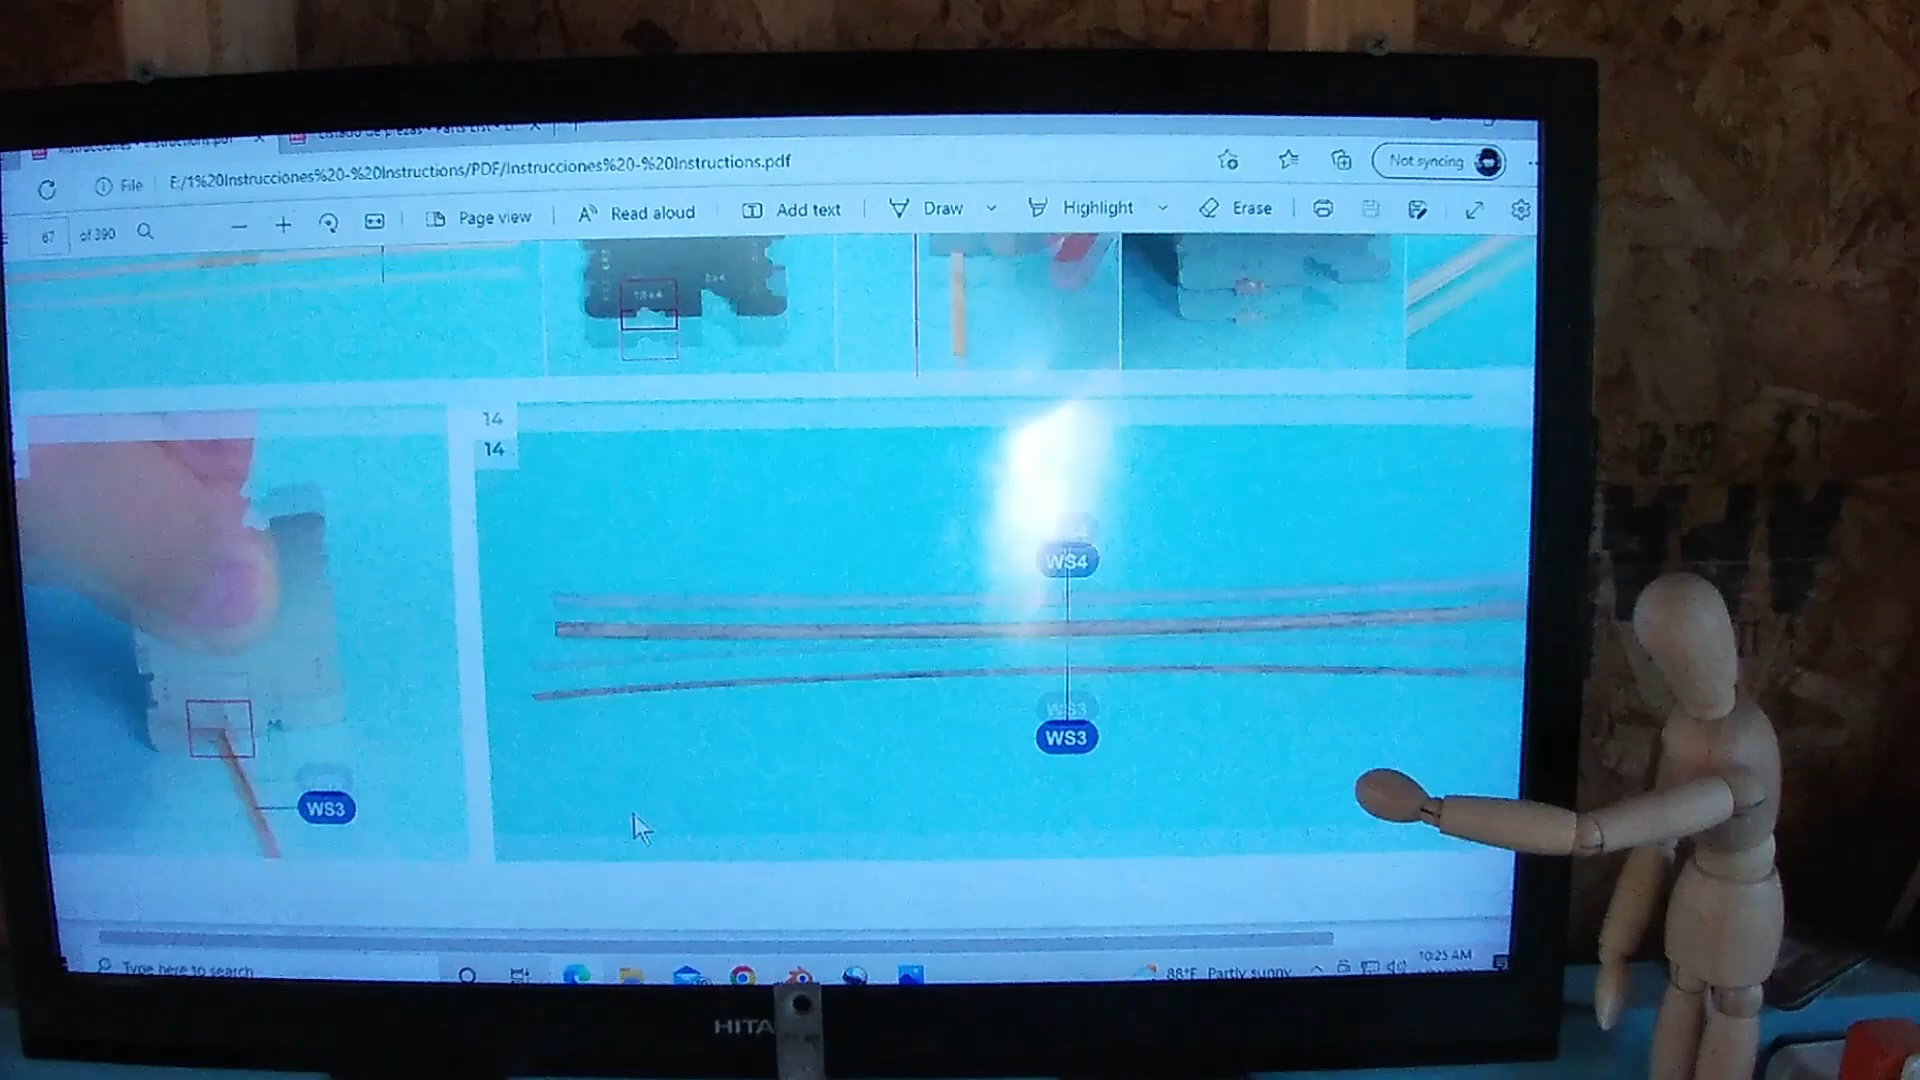 File E:/1%20Instrucciones%20-%20Instructions/PDF/Instrucciones%20-%20Instructions.pdf Not syncing
67 of 390 Page view Read aloud Add text Draw Highlight Erase
14
14
WS4
WS3
WS3
WS3
Type here to search 88°F Partly sunny 10:25 AM
HITA